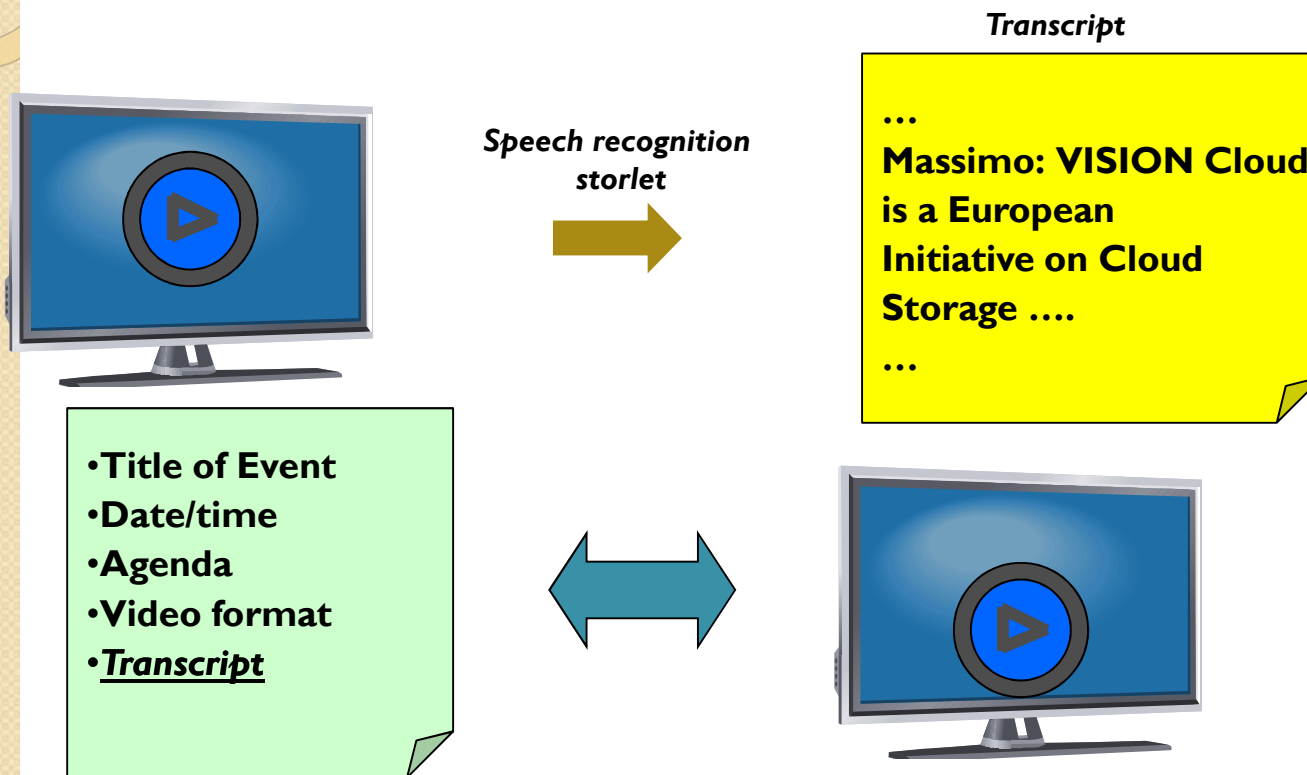 Transcript
Speech recognition
storlet
…
Massimo: VISION Cloud
is a European
Initiative on Cloud
Storage ….
…
•Title of Event
•Date/time
•Agenda
•Video format
•Transcript